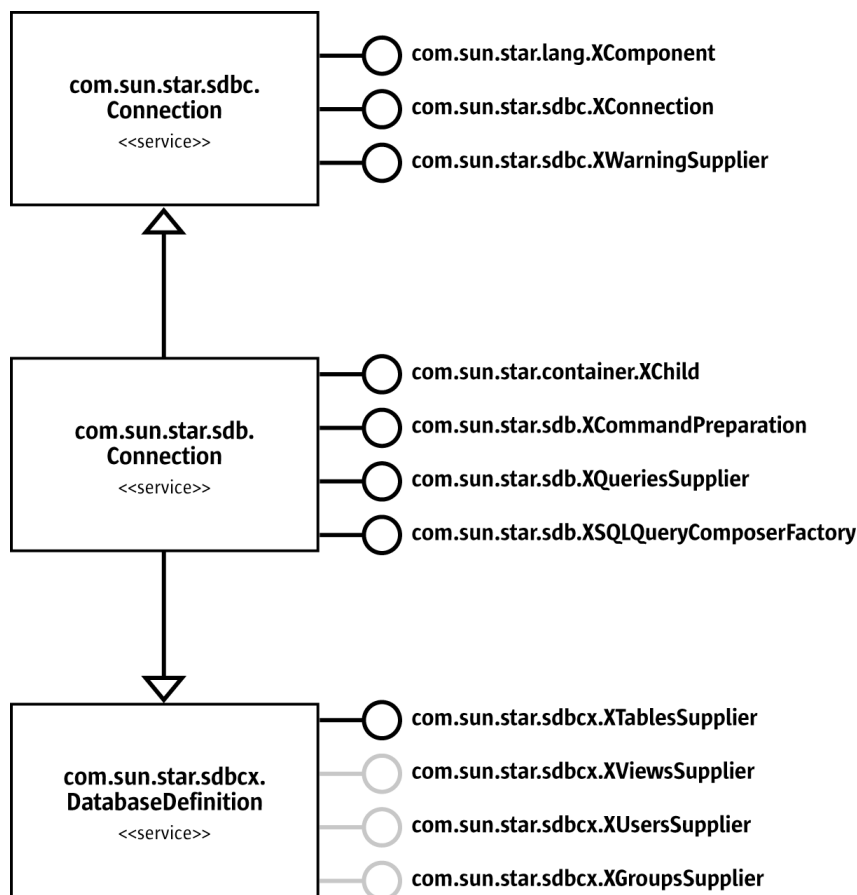 com.sun.star.sdbc.
Connection
<<service>>
com.sun.star.lang.XComponent
com.sun.star.sdbc.XConnection
com.sun.star.sdbc.XWarningSupplier
com.sun.star.sdb.
Connection
<<service>>
com.sun.star.container.XChild
com.sun.star.sdb.XCommandPreparation
com.sun.star.sdb.XQueriesSupplier
com.sun.star.sdb.XSQLQueryComposerFactory
com.sun.star.sdbcx.
DatabaseDefinition
<<service>>
com.sun.star.sdbcx.XTablesSupplier
com.sun.star.sdbcx.XViewsSupplier
com.sun.star.sdbcx.XUsersSupplier
com.sun.star.sdbcx.XGroupsSupplier